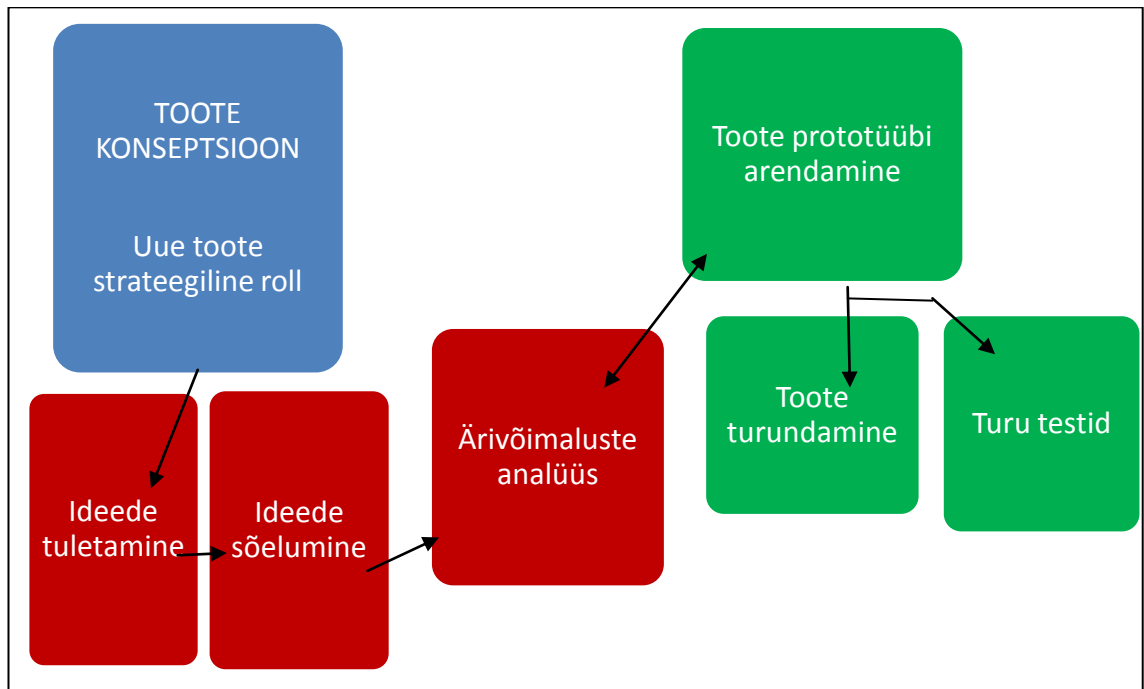 TOOTE
KONSEPTSIOON
Uue toote
strateegiline roll
Ideede
tuletamine
Ideede
sõelumine
Ärivõimaluste
analüüs
Toote prototüübi
arendamine
Toote
turundamine
Turu testid